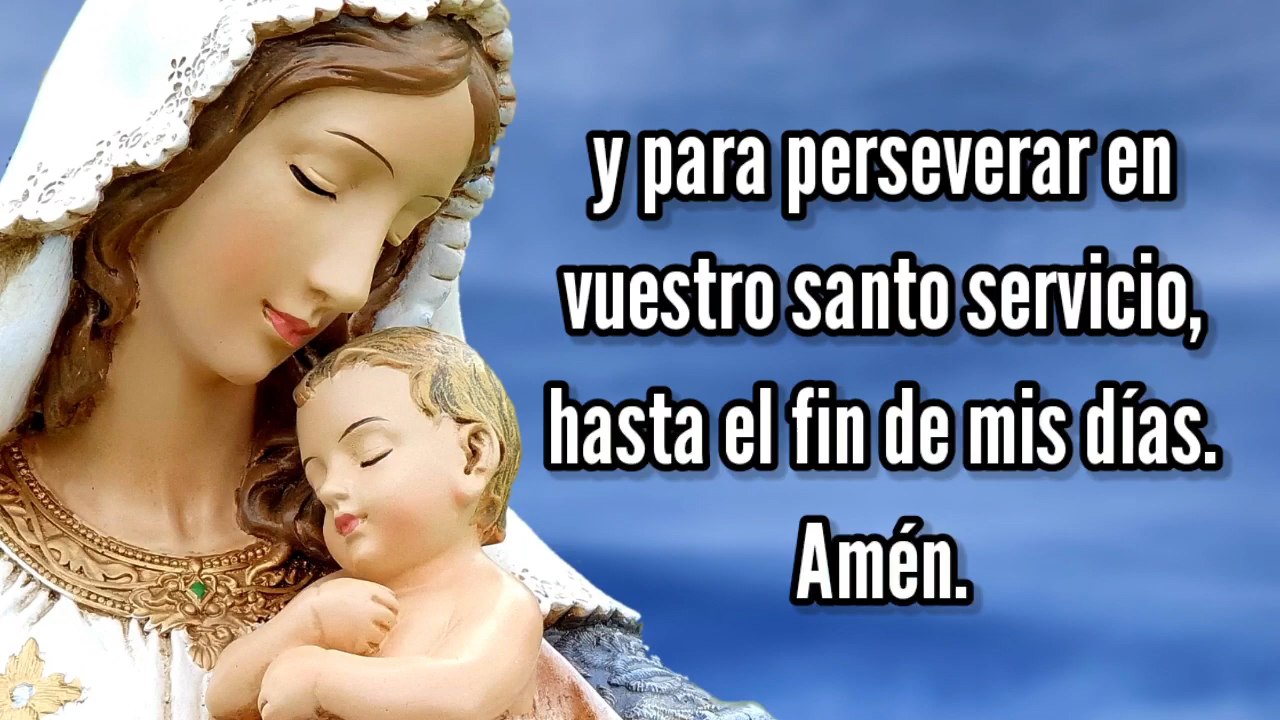 y para perseverar en
vuestro santo servicio,
hasta el fin de mis días.
Amén.